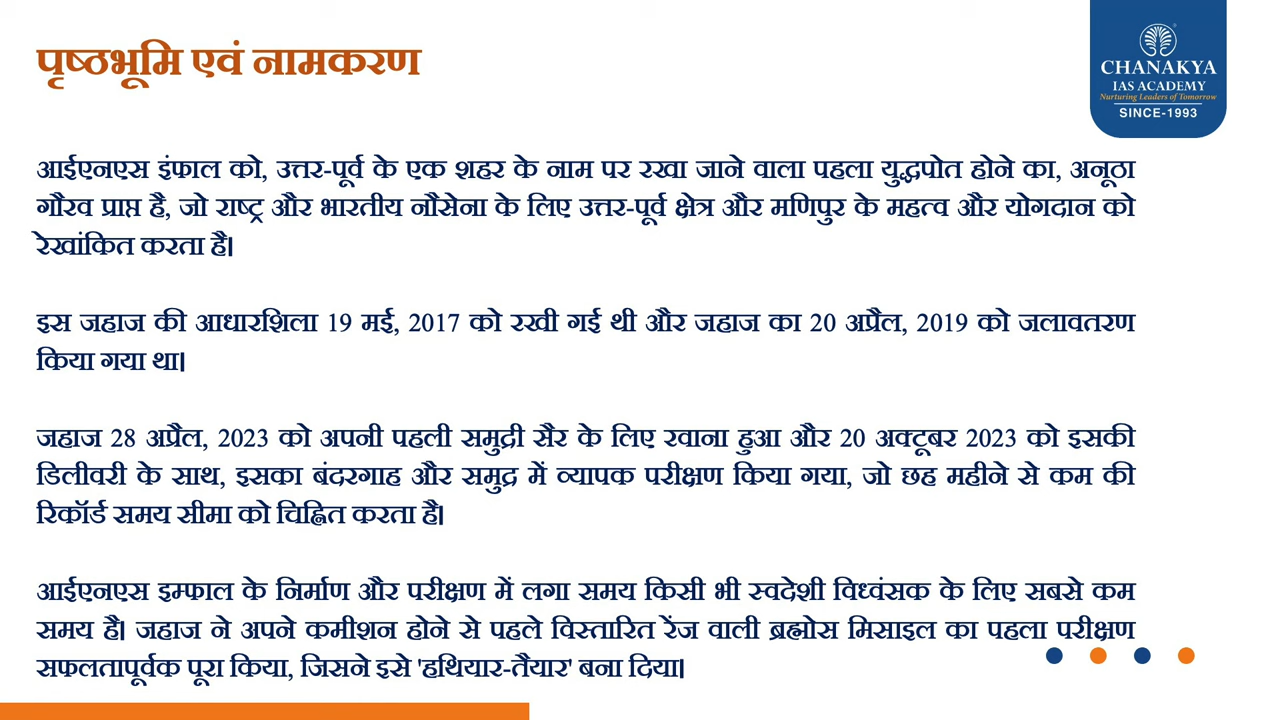 पृष्ठभूमि एवं नामकरण
CHANAKYA
IAS ACADEMY
Nurturing Leaders of Tomorrow
SINCE-1993
आईएनएस इंफाल को, उत्तर-पूर्व के एक शहर के नाम पर रखा जाने वाला पहला युद्धपोत होने का, अनूठा
गौरव प्राप्त है, जो राष्ट्र और भारतीय नौसेना के लिए उत्तर-पूर्व क्षेत्र और मणिपुर के महत्व और योगदान को
रेखांकित करता है।
इस जहाज की आधारशिला 19 मई, 2017 को रखी गई थी और जहाज का 20 अप्रैल, 2019 को जलावतरण
किया गया था।
जहाज 28 अप्रैल, 2023 को अपनी पहली समुद्री सैर के लिए रवाना हुआ और 20 अक्टूबर 2023 को इसकी
डिलीवरी के साथ, इसका बंदरगाह और समुद्र में व्यापक परीक्षण किया गया, जो छह महीने से कम की
रिकॉर्ड समय सीमा को चिह्नित करता है।
आईएनएस इम्फाल के निर्माण और परीक्षण में लगा समय किसी भी स्वदेशी विध्वंसक के लिए सबसे कम
समय है। जहाज ने अपने कमीशन होने से पहले विस्तारित रेंज वाली ब्रह्मोस मिसाइल का पहला परीक्षण
सफलतापूर्वक पूरा किया, जिसने इसे 'हथियार-तैयार' बना दिया।